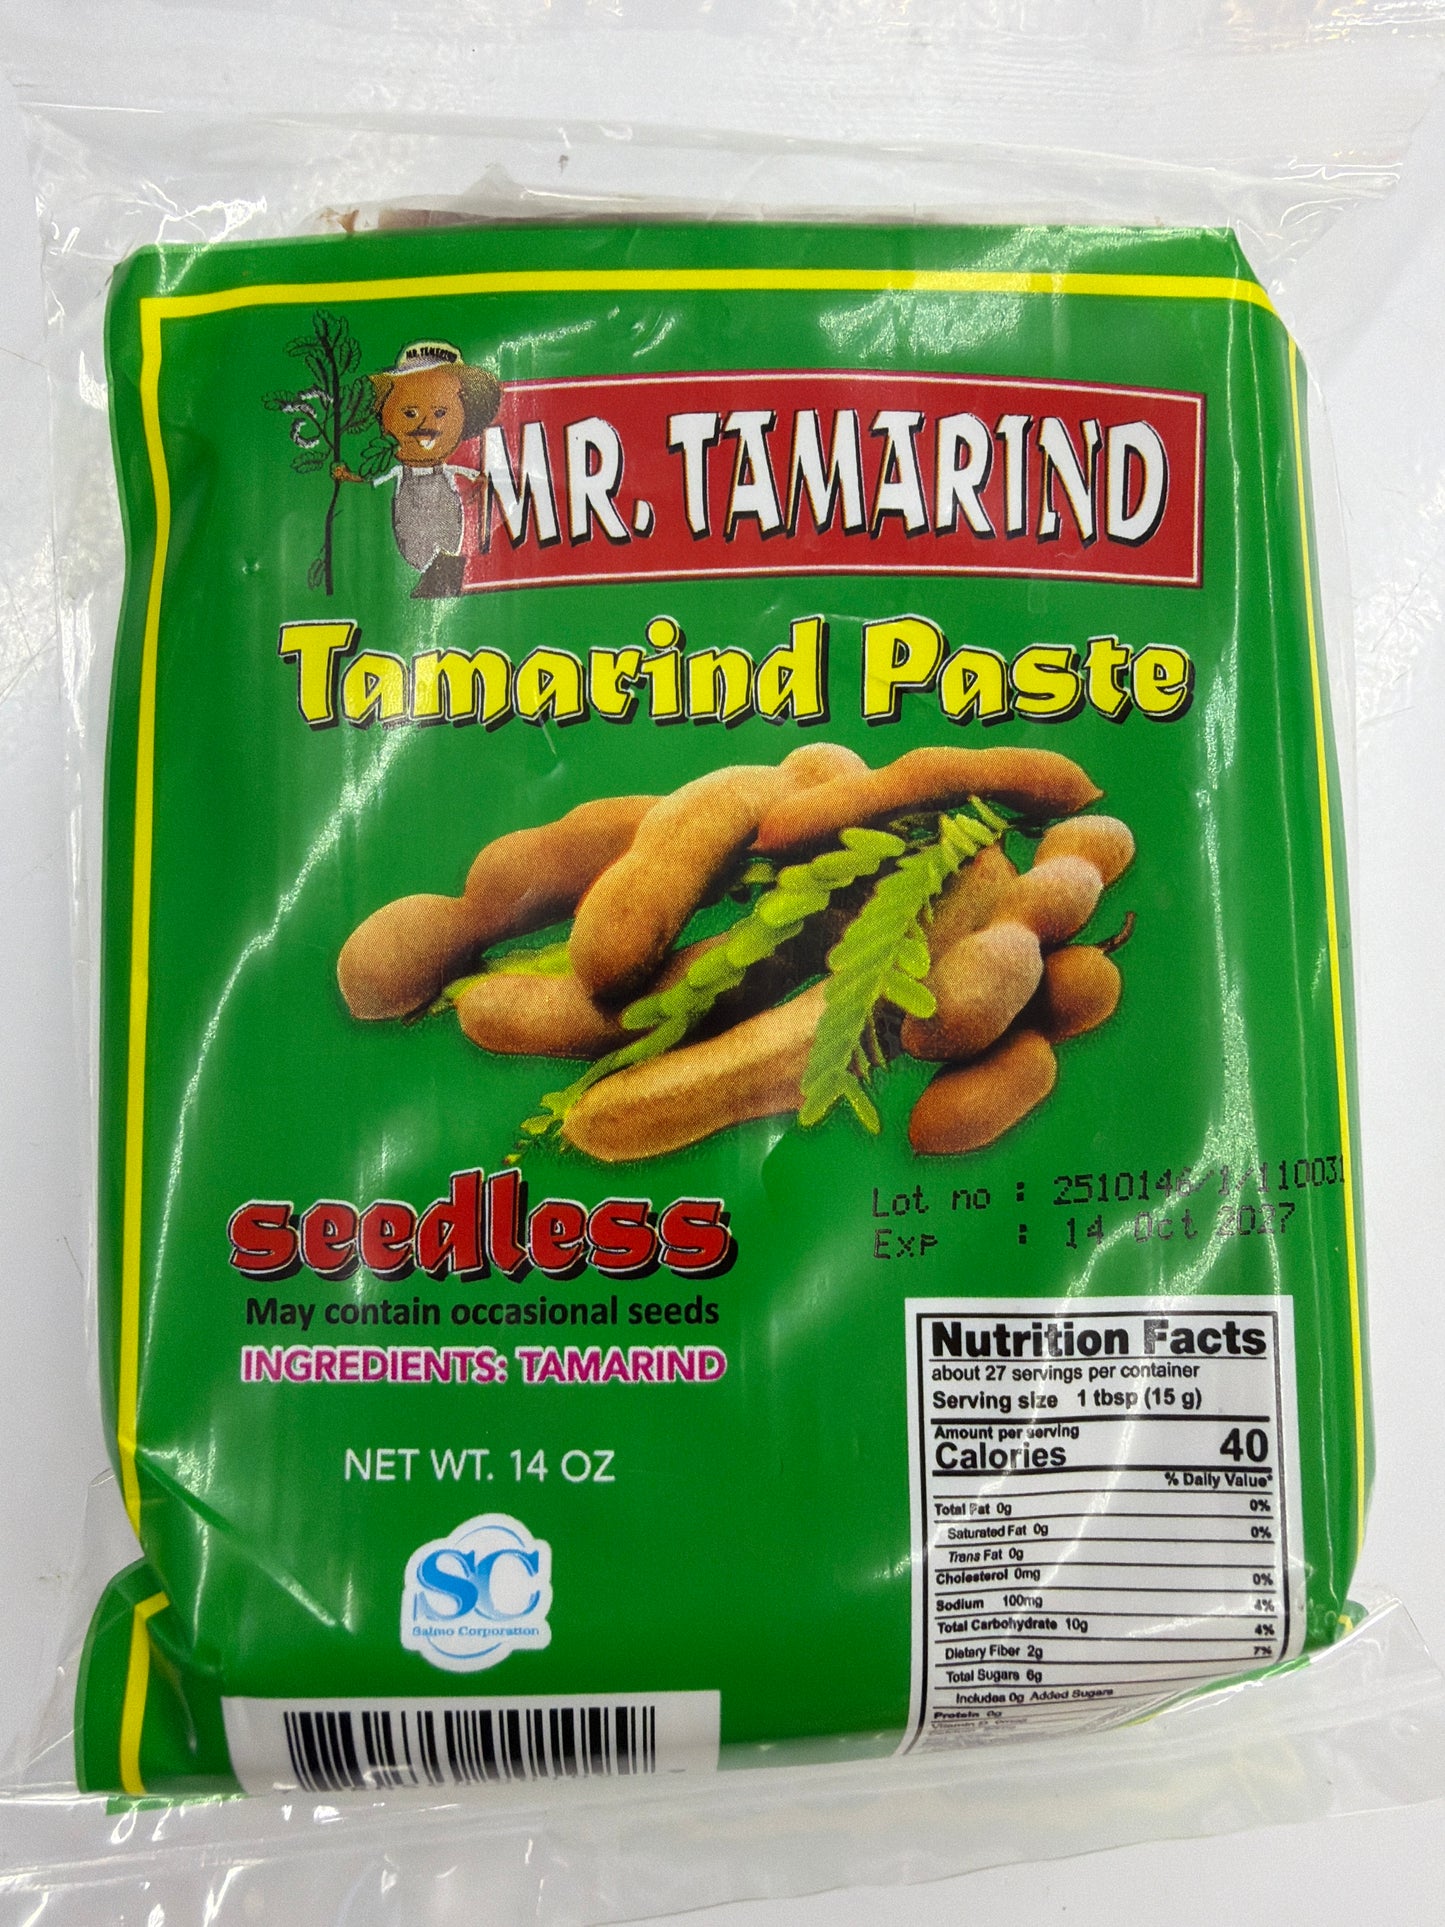 MR. TAMARIND
MR. TAMARIND
Tamarind Paste
seedless
May contain occasional seeds
INGREDIENTS: TAMARIND
NET WT. 14 OZ
SC
Salmo Corporation
Lot no : 2510146/1/110031
Exp : 14 Oct 2027
Nutrition Facts
about 27 servings per container
Serving size 1 tbsp (15 g)
Amount per serving
Calories 40
% Daily Value*
Total Fat 0g 0%
Saturated Fat 0g 0%
Trans Fat 0g
Cholesterol 0mg 0%
Sodium 100mg 4%
Total Carbohydrate 10g 4%
Dietary Fiber 2g 7%
Total Sugars 6g
Includes 0g Added Sugars
Protein 0g
Vitamin D